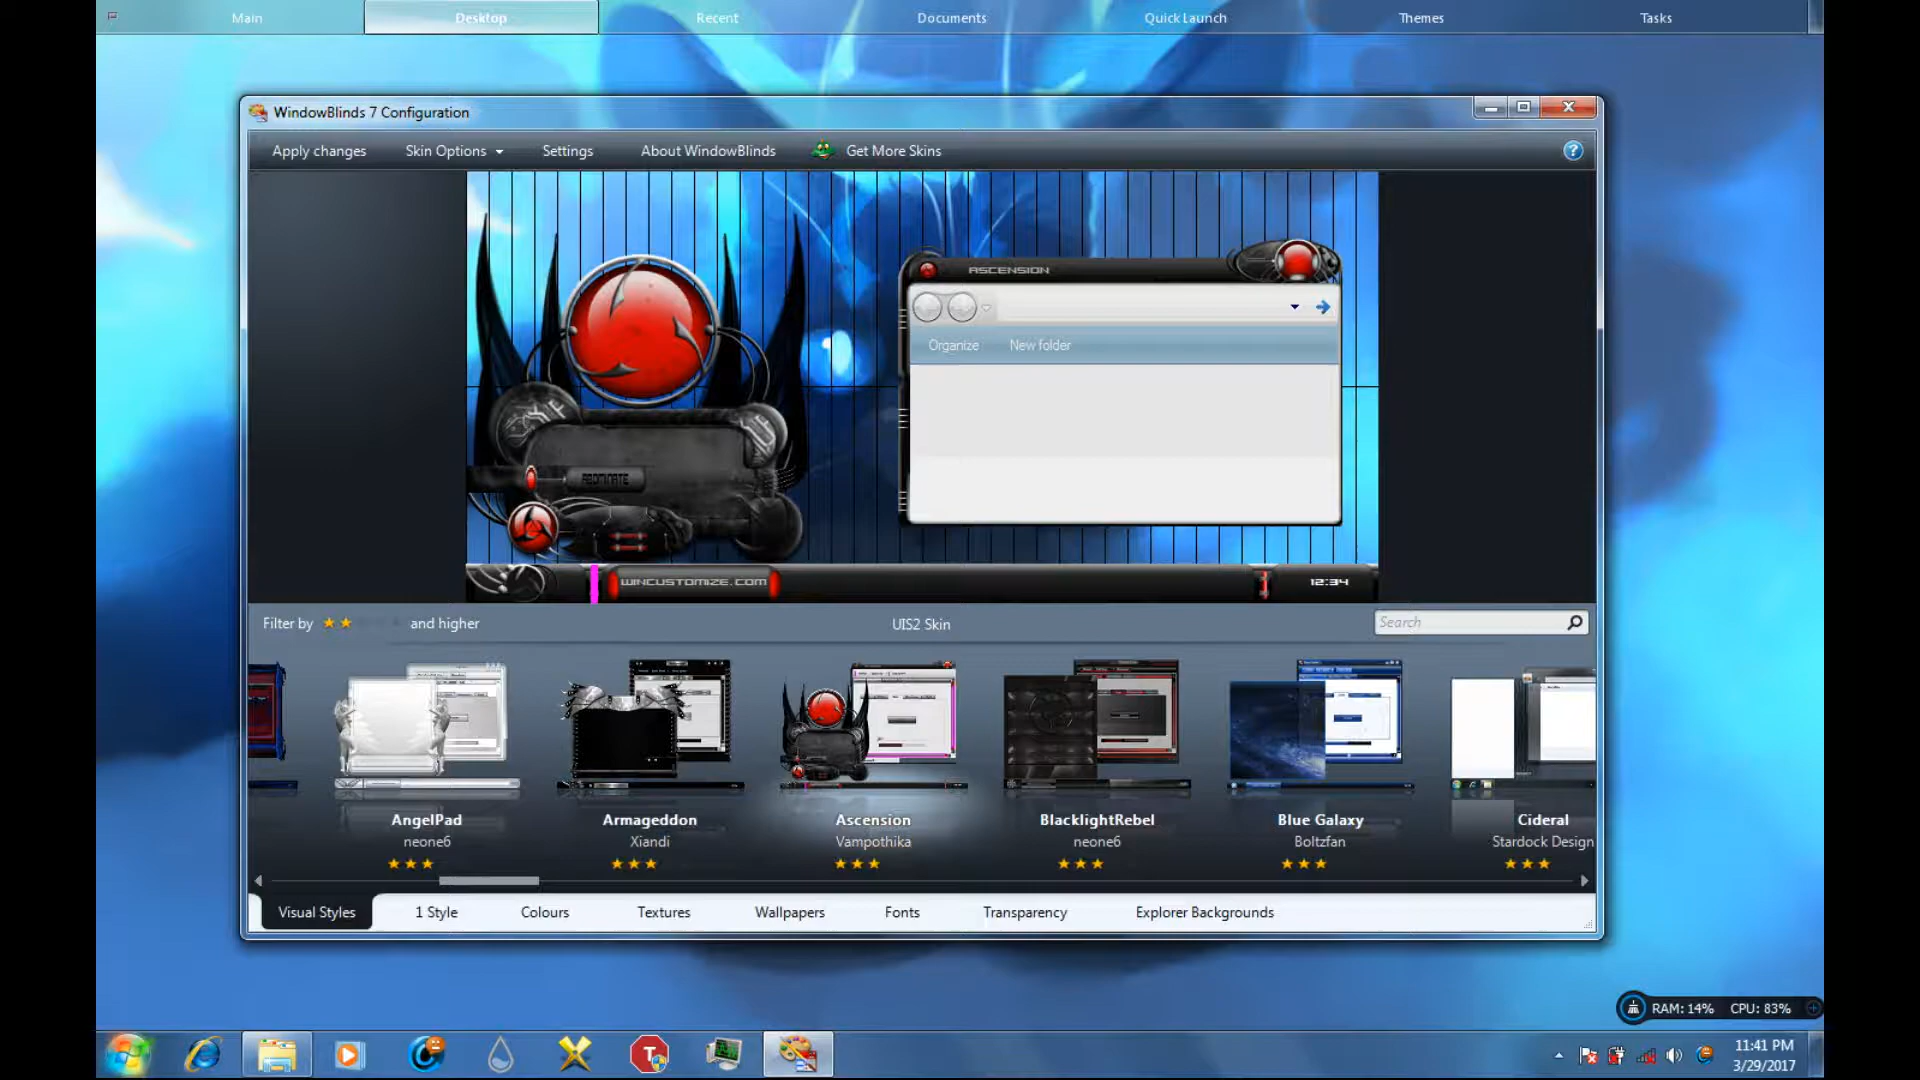 Main Desktop Recent Documents Quick Launch Themes Tasks
WindowBlinds 7 Configuration
Apply changes Skin Options Settings About WindowBlinds Get More Skins
ASCENSION
Organize New folder
ABOMINATE
WINCUSTOMIZE.COM 12:34
Filter by and higher UIS2 Skin Search
AngelPad Armageddon Ascension BlacklightRebel Blue Galaxy Cideral
neone6 Xiandi Vampothika neone6 Boltzfan Stardock Design
Visual Styles 1 Style Colours Textures Wallpapers Fonts Transparency Explorer Backgrounds
RAM: 14% CPU: 83%
11:41 PM
3/29/2017